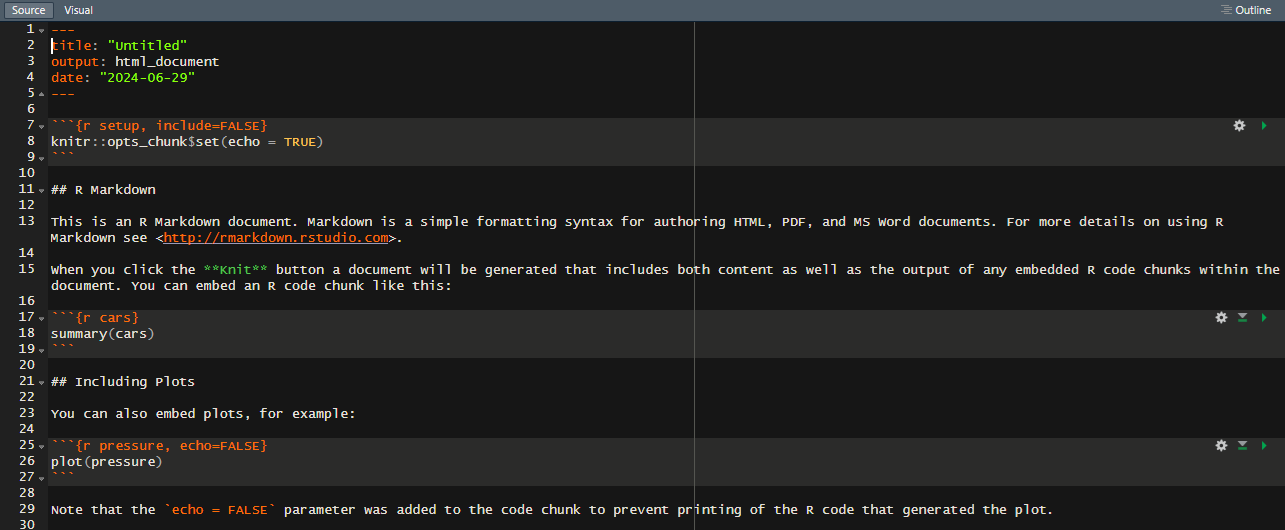 Source Visual Outline
1 ---
2 title: "Untitled"
3 output: html_document
4 date: "2024-06-29"
5 ---
6
7 ```{r setup, include=FALSE}
8 knitr::opts_chunk$set(echo = TRUE)
9 ```
10
11 ## R Markdown
12
13 This is an R Markdown document. Markdown is a simple formatting syntax for authoring HTML, PDF, and MS Word documents. For more details on using R
Markdown see <http://rmarkdown.rstudio.com>.
14
15 When you click the **Knit** button a document will be generated that includes both content as well as the output of any embedded R code chunks within the
document. You can embed an R code chunk like this:
16
17 ```{r cars}
18 summary(cars)
19 ```
20
21 ## Including Plots
22
23 You can also embed plots, for example:
24
25 ```{r pressure, echo=FALSE}
26 plot(pressure)
27 ```
28
29 Note that the `echo = FALSE` parameter was added to the code chunk to prevent printing of the R code that generated the plot.
30